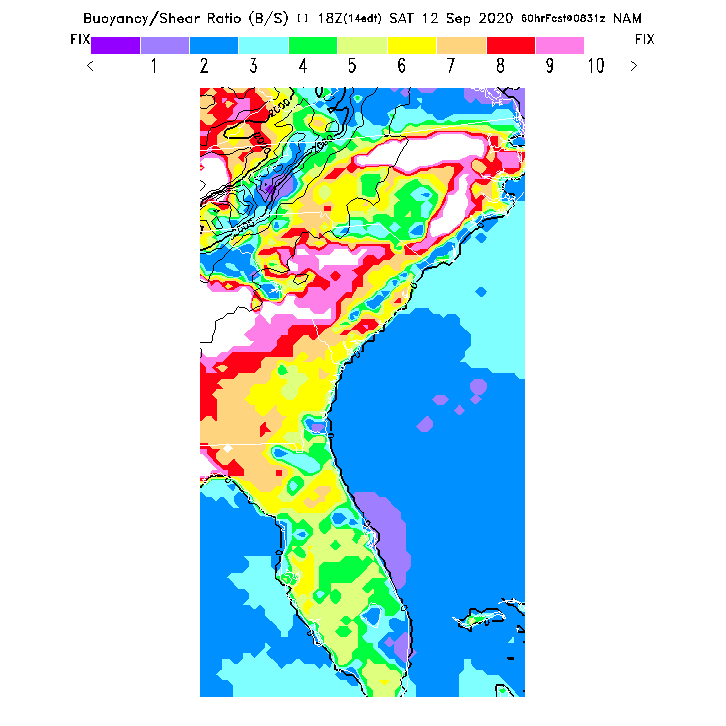 Buoyancy/Shear Ratio (B/S) [] 18Z(14edt) SAT 12 Sep 2020 60hrFcst@0831z NAM
FIX FIX
< 1 2 3 4 5 6 7 8 9 10 >
2000